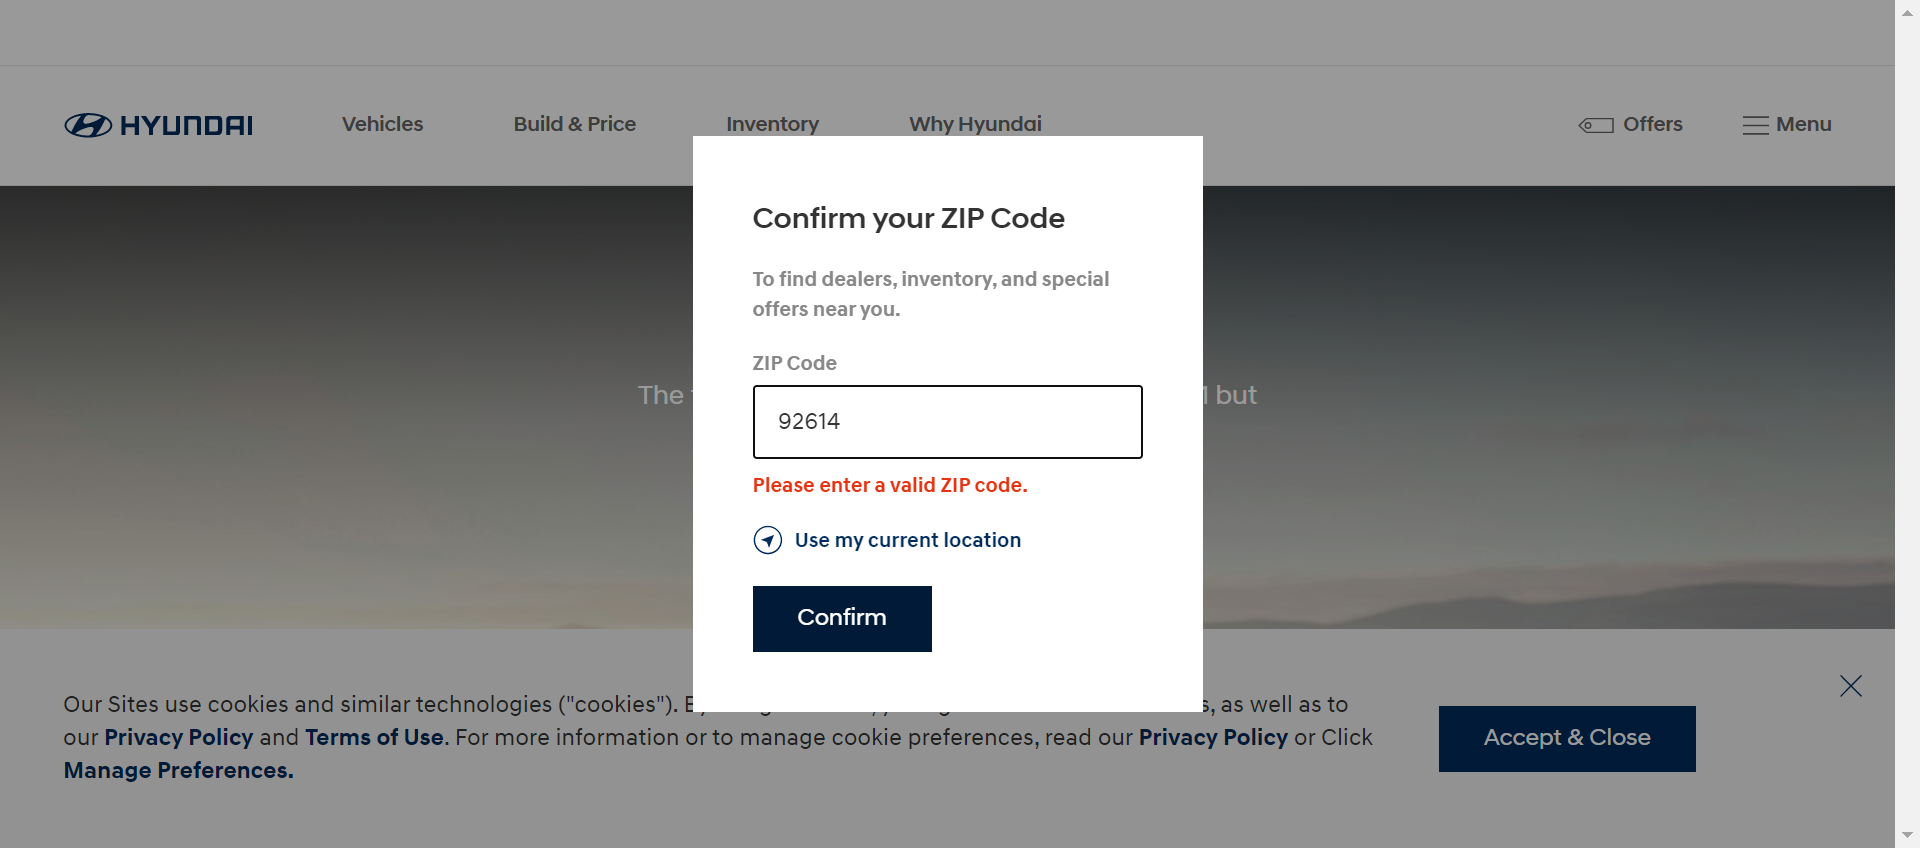 HYUNDAI
Vehicles
Build & Price
Inventory
Why Hyundai
Offers
Menu
Confirm your ZIP Code
To find dealers, inventory, and special
offers near you.
ZIP Code
The
but
92614
Please enter a valid ZIP code.
Use my current location
Confirm
Our Sites use cookies and similar technologies ("cookies"). as well as to
our Privacy Policy and Terms of Use. For more information or to manage cookie preferences, read our Privacy Policy or Click
Manage Preferences.
Accept & Close